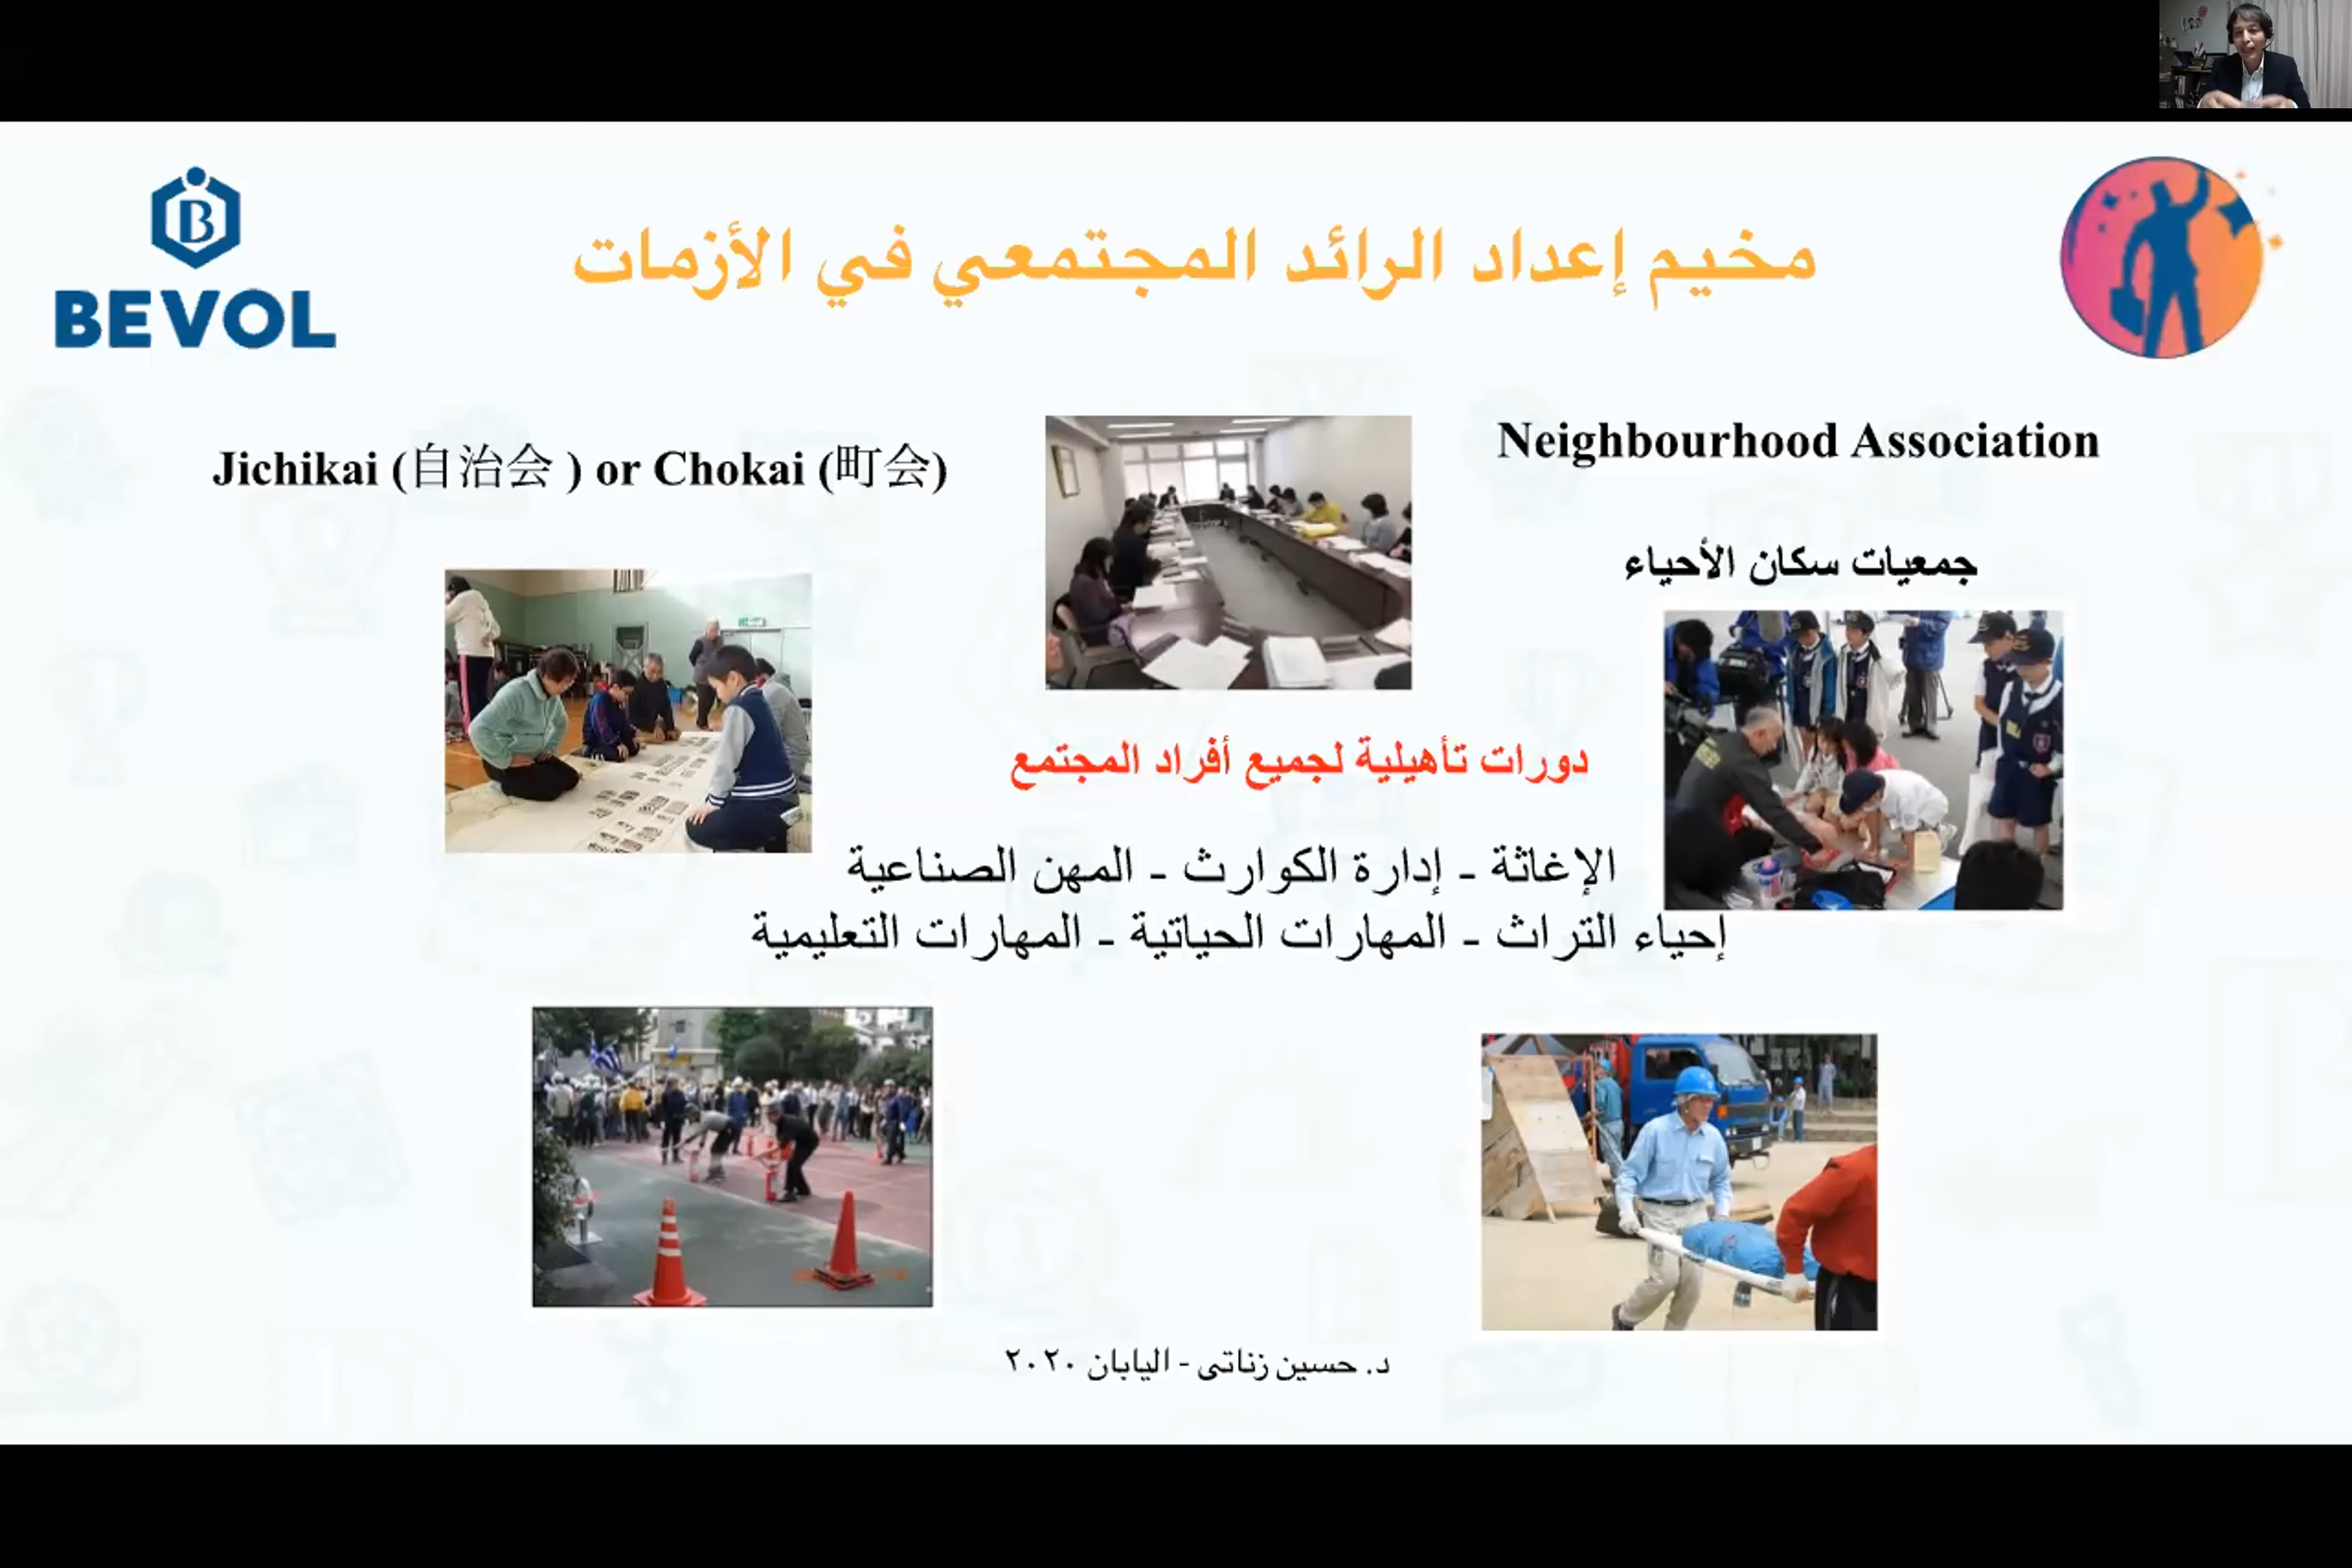 BEVOL
مخيم إعداد الرائد المجتمعي في الأزمات
Jichikai (自治会 ) or Chokai (町会)
Neighbourhood Association
جمعيات سكان الأحياء
دورات تأهيلية لجميع أفراد المجتمع
الإغاثة - إدارة الكوارث - المهن الصناعية
إحياء التراث - المهارات الحياتية - المهارات التعليمية
د. حسين زناتى - اليابان ٢٠٢٠